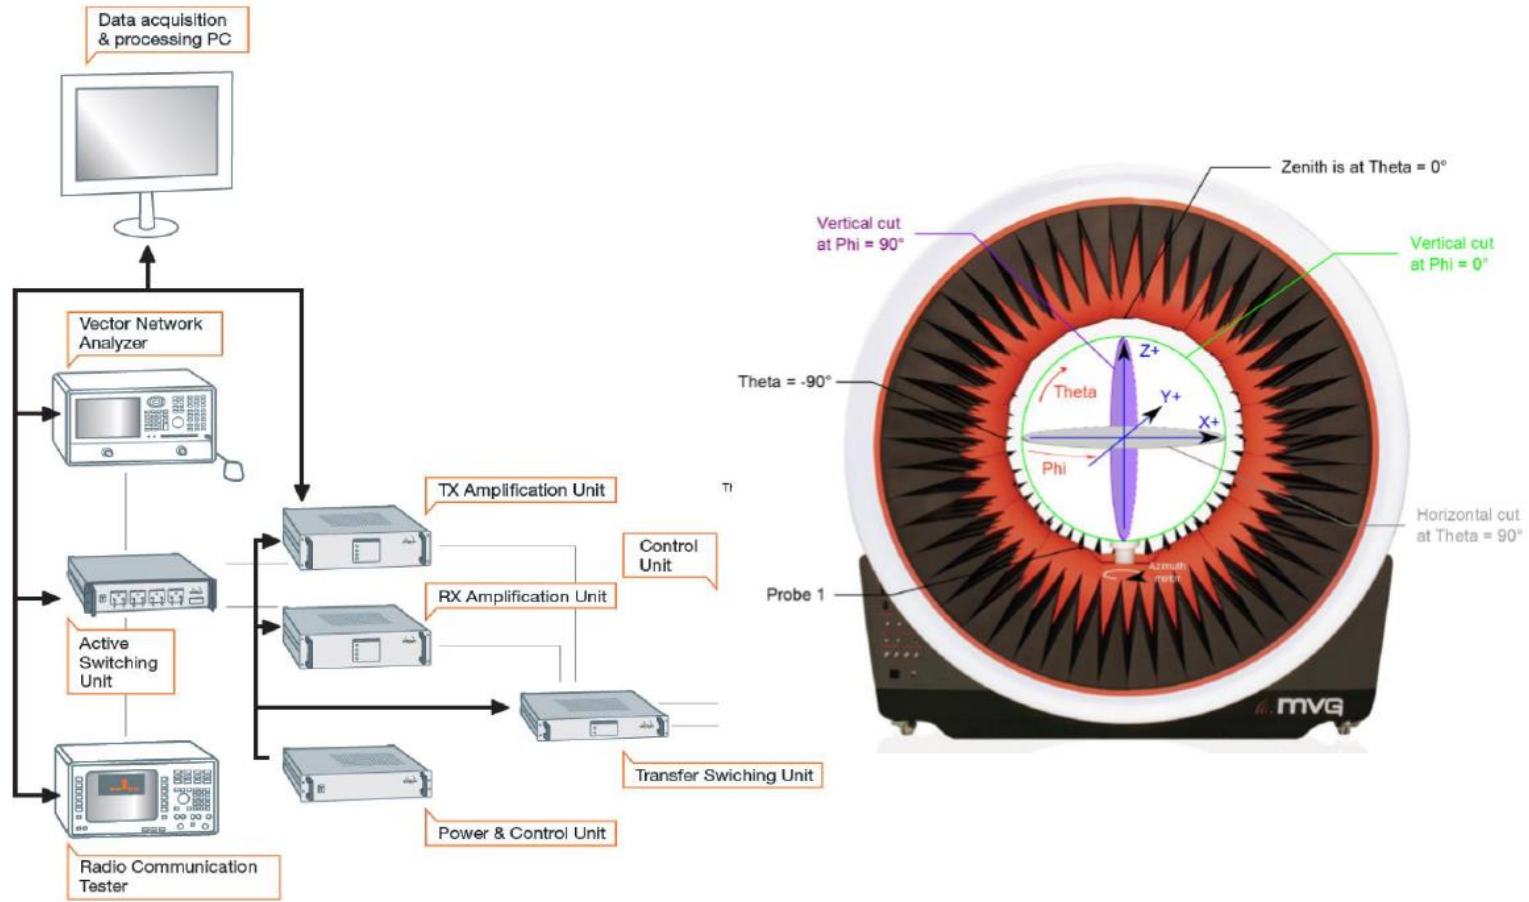 Data acquisition
& processing PC
Vector Network
Analyzer
TX Amplification Unit
Control
Unit
RX Amplification Unit
Active
Switching
Unit
Transfer Swiching Unit
Power & Control Unit
Radio Communication
Tester
Zenith is at Theta = 0°
Vertical cut
at Phi = 90°
Vertical cut
at Phi = 0°
Z+
Theta = -90°
Theta
Y+
X+
Phi
Horizontal cut
at Theta = 90°
Azimuth
motor
Probe 1
mvg